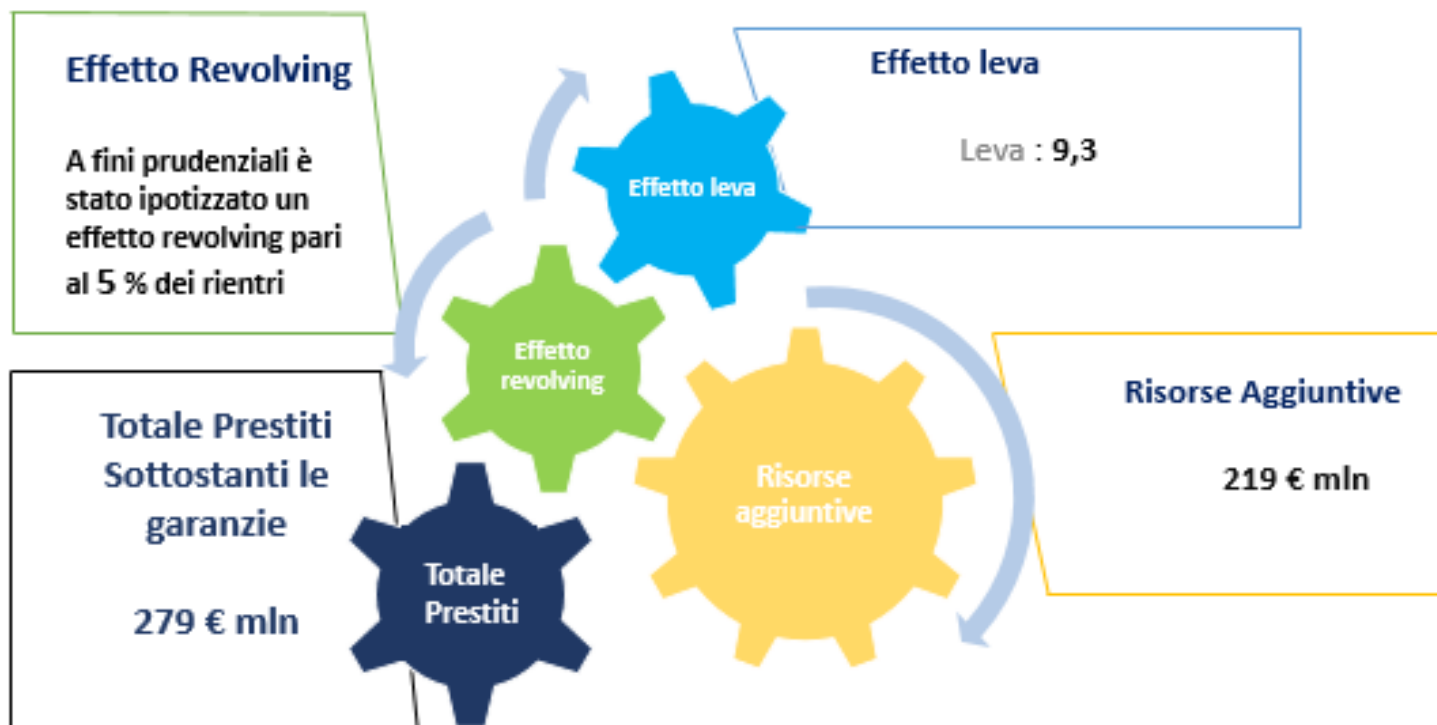 Effetto Revolving
A fini prudenziali è
stato ipotizzato un
effetto revolving pari
al 5 % dei rientri
Effetto leva
Leva : 9,3
Effetto leva
Effetto
revolving
Totale Prestiti
Sottostanti le
garanzie
279 € mln
Totale
Prestiti
Risorse
aggiuntive
Risorse Aggiuntive
219 € mln